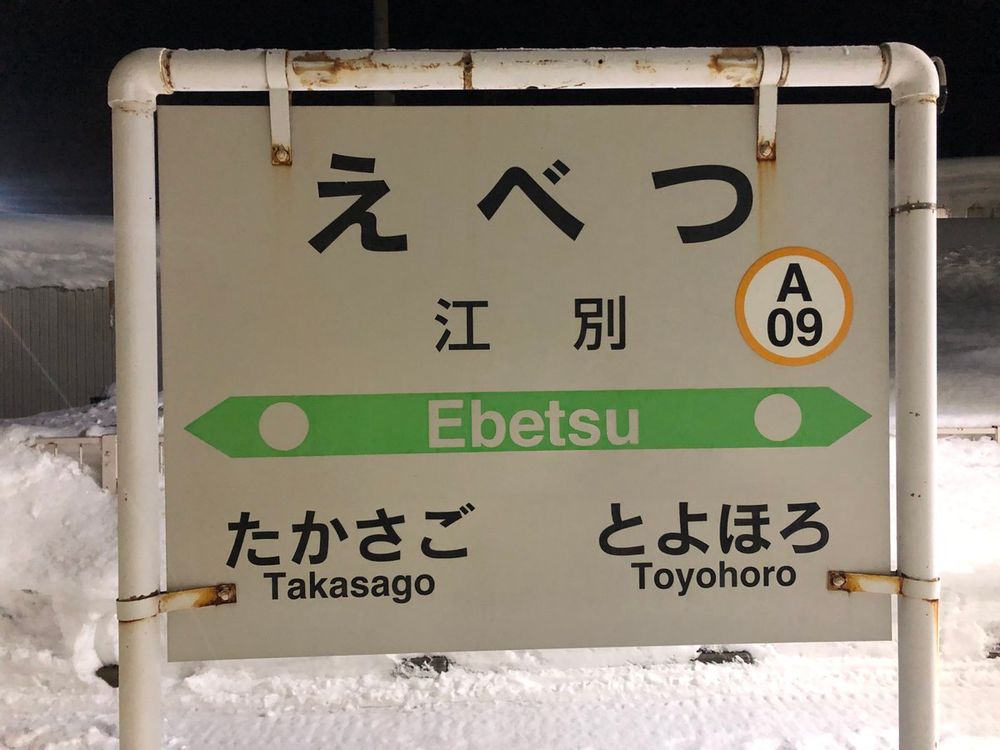 えべつ
江別
A
09
Ebetsu
たかさご
Takasago
とよほろ
Toyohoro